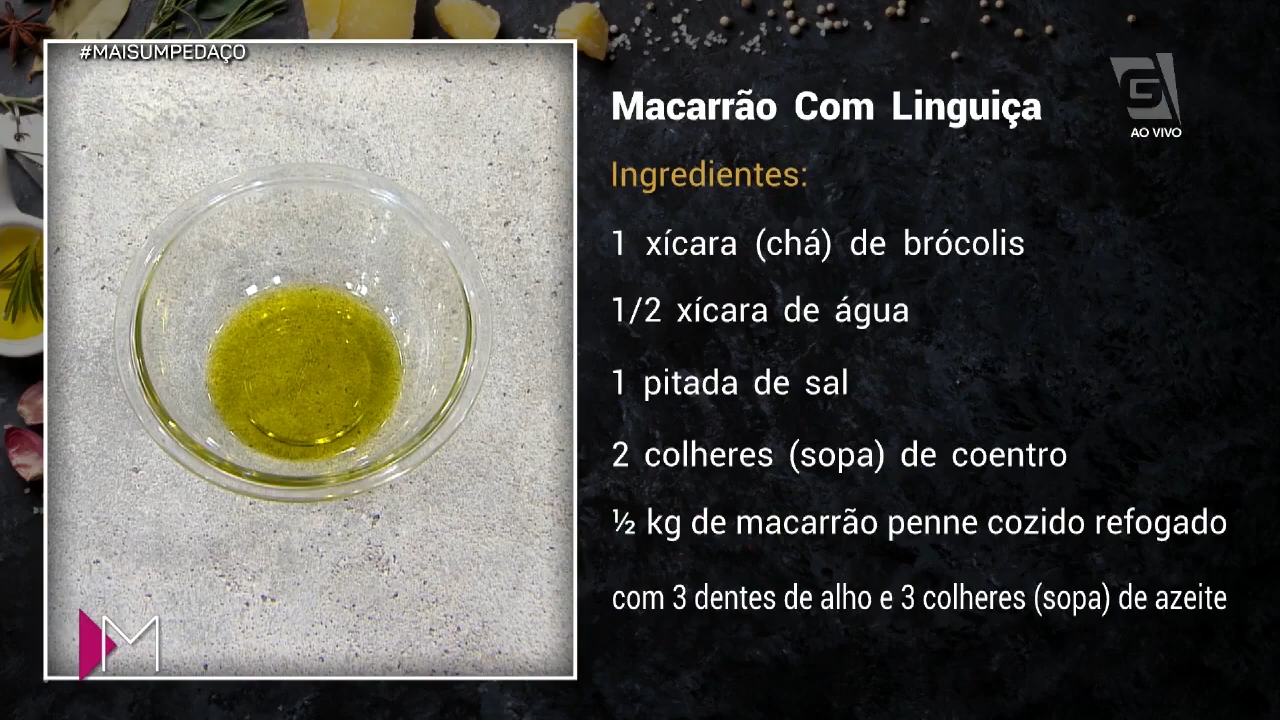 #MAISUMPEDAÇO
Macarrão Com Linguiça
AO VIVO
Ingredientes:
1 xícara (chá) de brócolis
1/2 xícara de água
1 pitada de sal
2 colheres (sopa) de coentro
½ kg de macarrão penne cozido refogado
com 3 dentes de alho e 3 colheres (sopa) de azeite
M